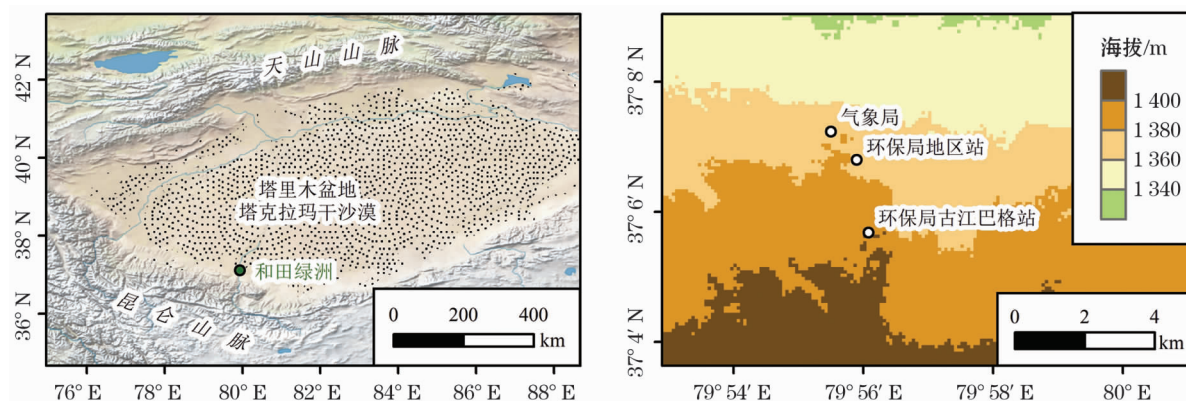 天山山脉
塔里木盆地
塔克拉玛干沙漠
和田绿洲
昆仑山脉
0 200 400
km
42° N
40° N
38° N
36° N
76° E 78° E 80° E 82° E 84° E 86° E 88° E
气象局
环保局地区站
环保局古江巴格站
海拔/m
1 400
1 380
1 360
1 340
0 2 4
km
37° 8′ N
37° 6′ N
37° 4′ N
79° 54′ E 79° 56′ E 79° 58′ E 80° E